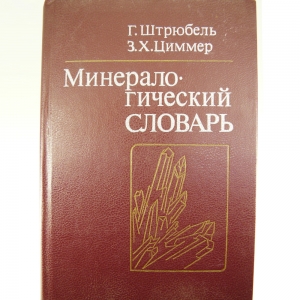 Г. Штрюбель
З.Х. Циммер
Минерало-
гический
СЛОВАРЬ